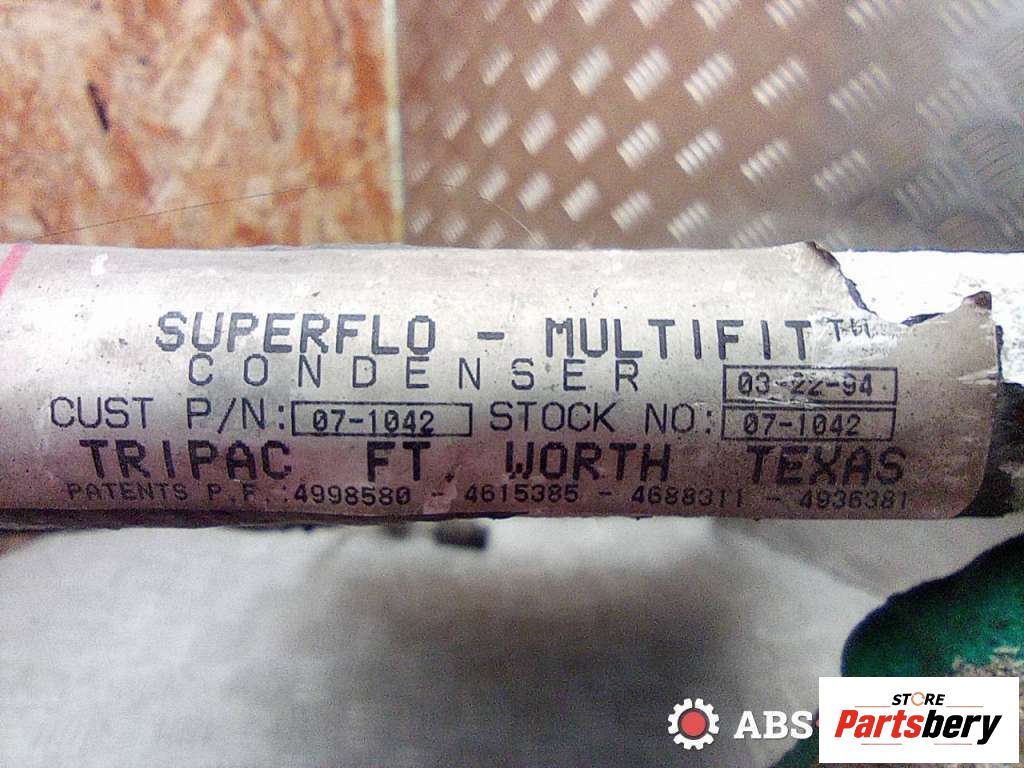 SUPERFLO - MULTIFIT
CONDENSER
03-22-94
CUST P/N: 07-1042 STOCK NO: 07-1042
TRIPAC FT. WORTH TEXAS
PATENTS P.F.:4998580 - 4615385 - 4688311 - 4936381
ABS
STORE
Partsbery